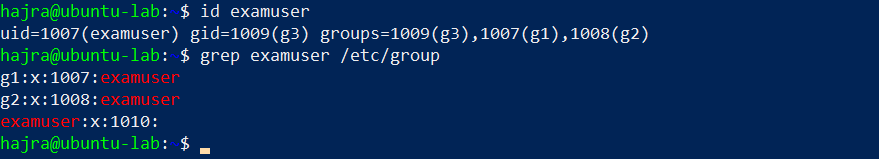 hajra@ubuntu-lab:~$ id examuser
uid=1007(examuser) gid=1009(g3) groups=1009(g3),1007(g1),1008(g2)
hajra@ubuntu-lab:~$ grep examuser /etc/group
g1:x:1007:examuser
g2:x:1008:examuser
examuser:x:1010:
hajra@ubuntu-lab:~$